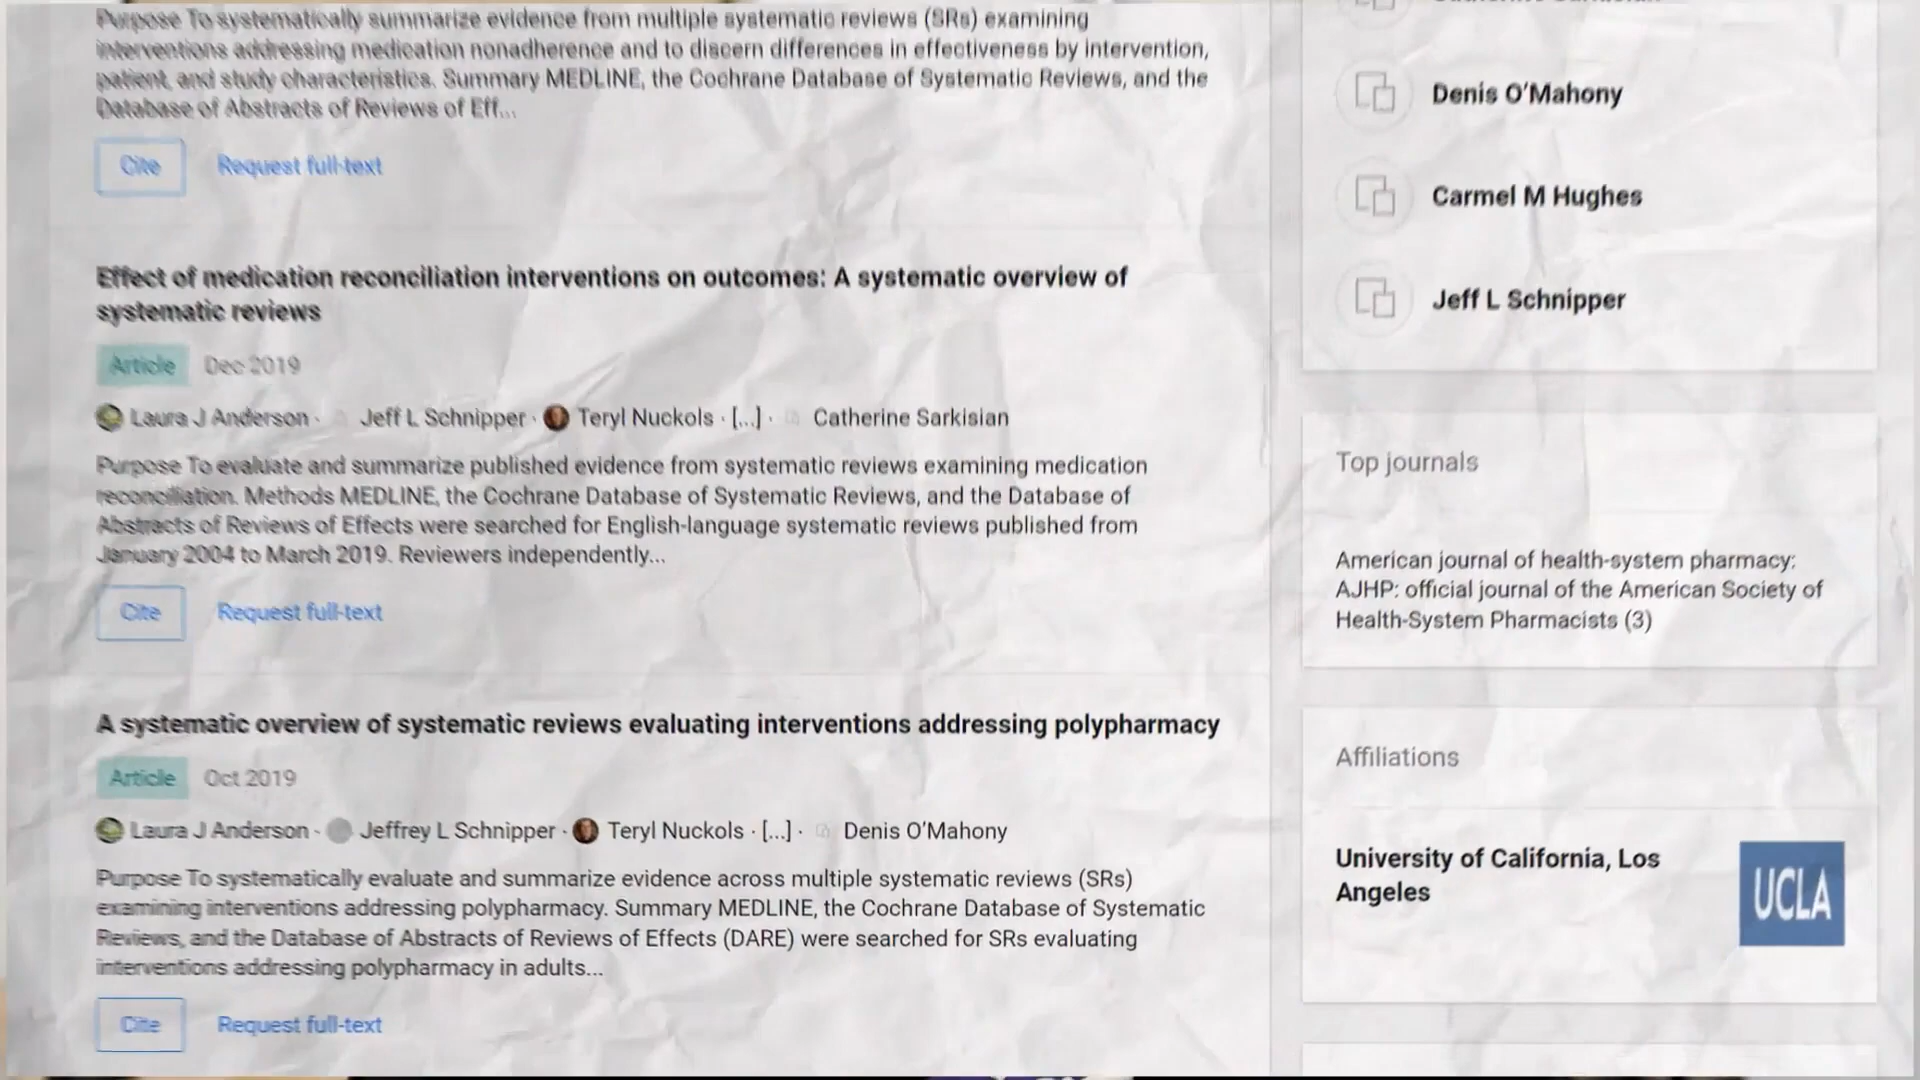 Purpose To systematically summarize evidence from multiple systematic reviews (SRs) examining
interventions addressing medication nonadherence and to discern differences in effectiveness by intervention,
patient, and study characteristics. Summary MEDLINE, the Cochrane Database of Systematic Reviews, and the
Database of Abstracts of Reviews of Eff...
Cite Request full-text
Effect of medication reconciliation interventions on outcomes: A systematic overview of
systematic reviews
Article Dec 2019
Laura J Anderson · Jeff L Schnipper · Teryl Nuckols · [...] · Catherine Sarkisian
Purpose To evaluate and summarize published evidence from systematic reviews examining medication
reconciliation. Methods MEDLINE, the Cochrane Database of Systematic Reviews, and the Database of
Abstracts of Reviews of Effects were searched for English-language systematic reviews published from
January 2004 to March 2019. Reviewers independently...
Cite Request full-text
A systematic overview of systematic reviews evaluating interventions addressing polypharmacy
Article Oct 2019
Laura J Anderson · Jeffrey L Schnipper · Teryl Nuckols · [...] · Denis O'Mahony
Purpose To systematically evaluate and summarize evidence across multiple systematic reviews (SRs)
examining interventions addressing polypharmacy. Summary MEDLINE, the Cochrane Database of Systematic
Reviews, and the Database of Abstracts of Reviews of Effects (DARE) were searched for SRs evaluating
interventions addressing polypharmacy in adults...
Cite Request full-text
Denis O'Mahony
Carmel M Hughes
Jeff L Schnipper
Top journals
American journal of health-system pharmacy:
AJHP: official journal of the American Society of
Health-System Pharmacists (3)
Affiliations
University of California, Los
Angeles
UCLA